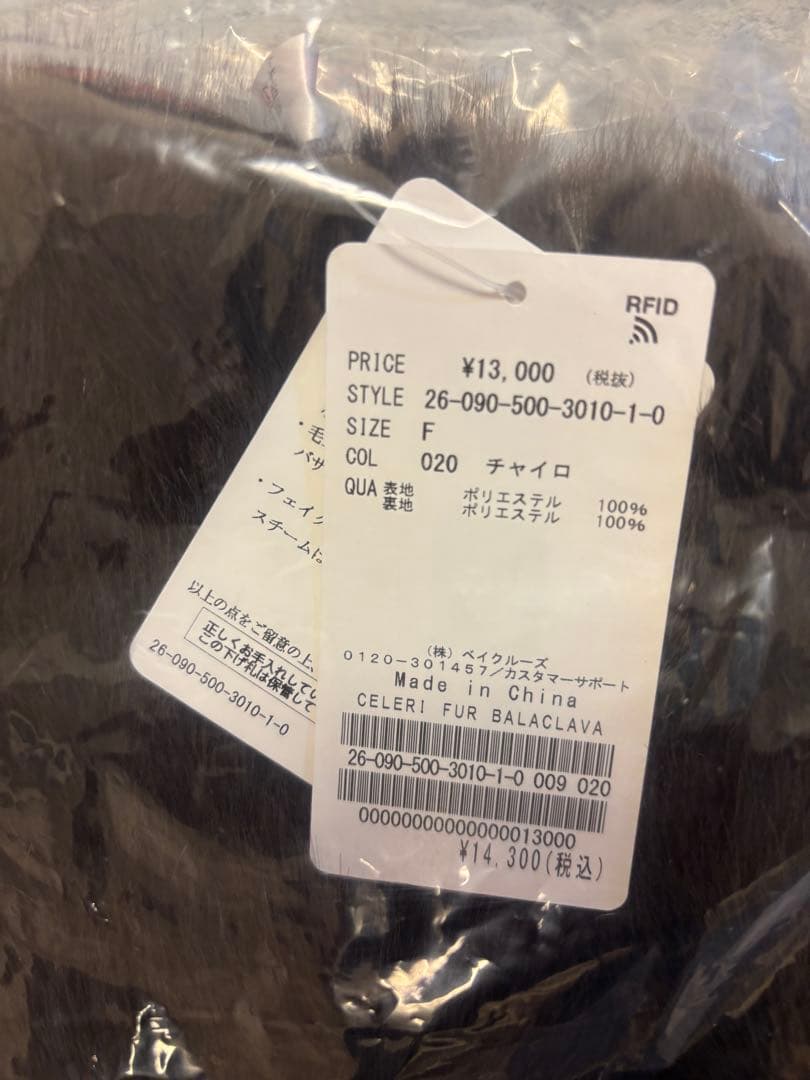 RFID
PRICE ¥13,000 (税抜)
STYLE 26-090-500-3010-1-0
SIZE F
COL 020 チャイロ
QUA 表地 ポリエステル 100%
裏地 ポリエステル 100%
(株) ベイクルーズ
0120-301457/カスタマーサポート
Made in China
CELERI FUR BALACLAVA
26-090-500-3010-1-0 009 020
00000000000000013000
¥14,300(税込)
・毛
パサ
・フェイク
スチームは
以上の点をご留意の上、
正しくお手入れしてい
この下げ札は保管して
26-090-500-3010-1-0